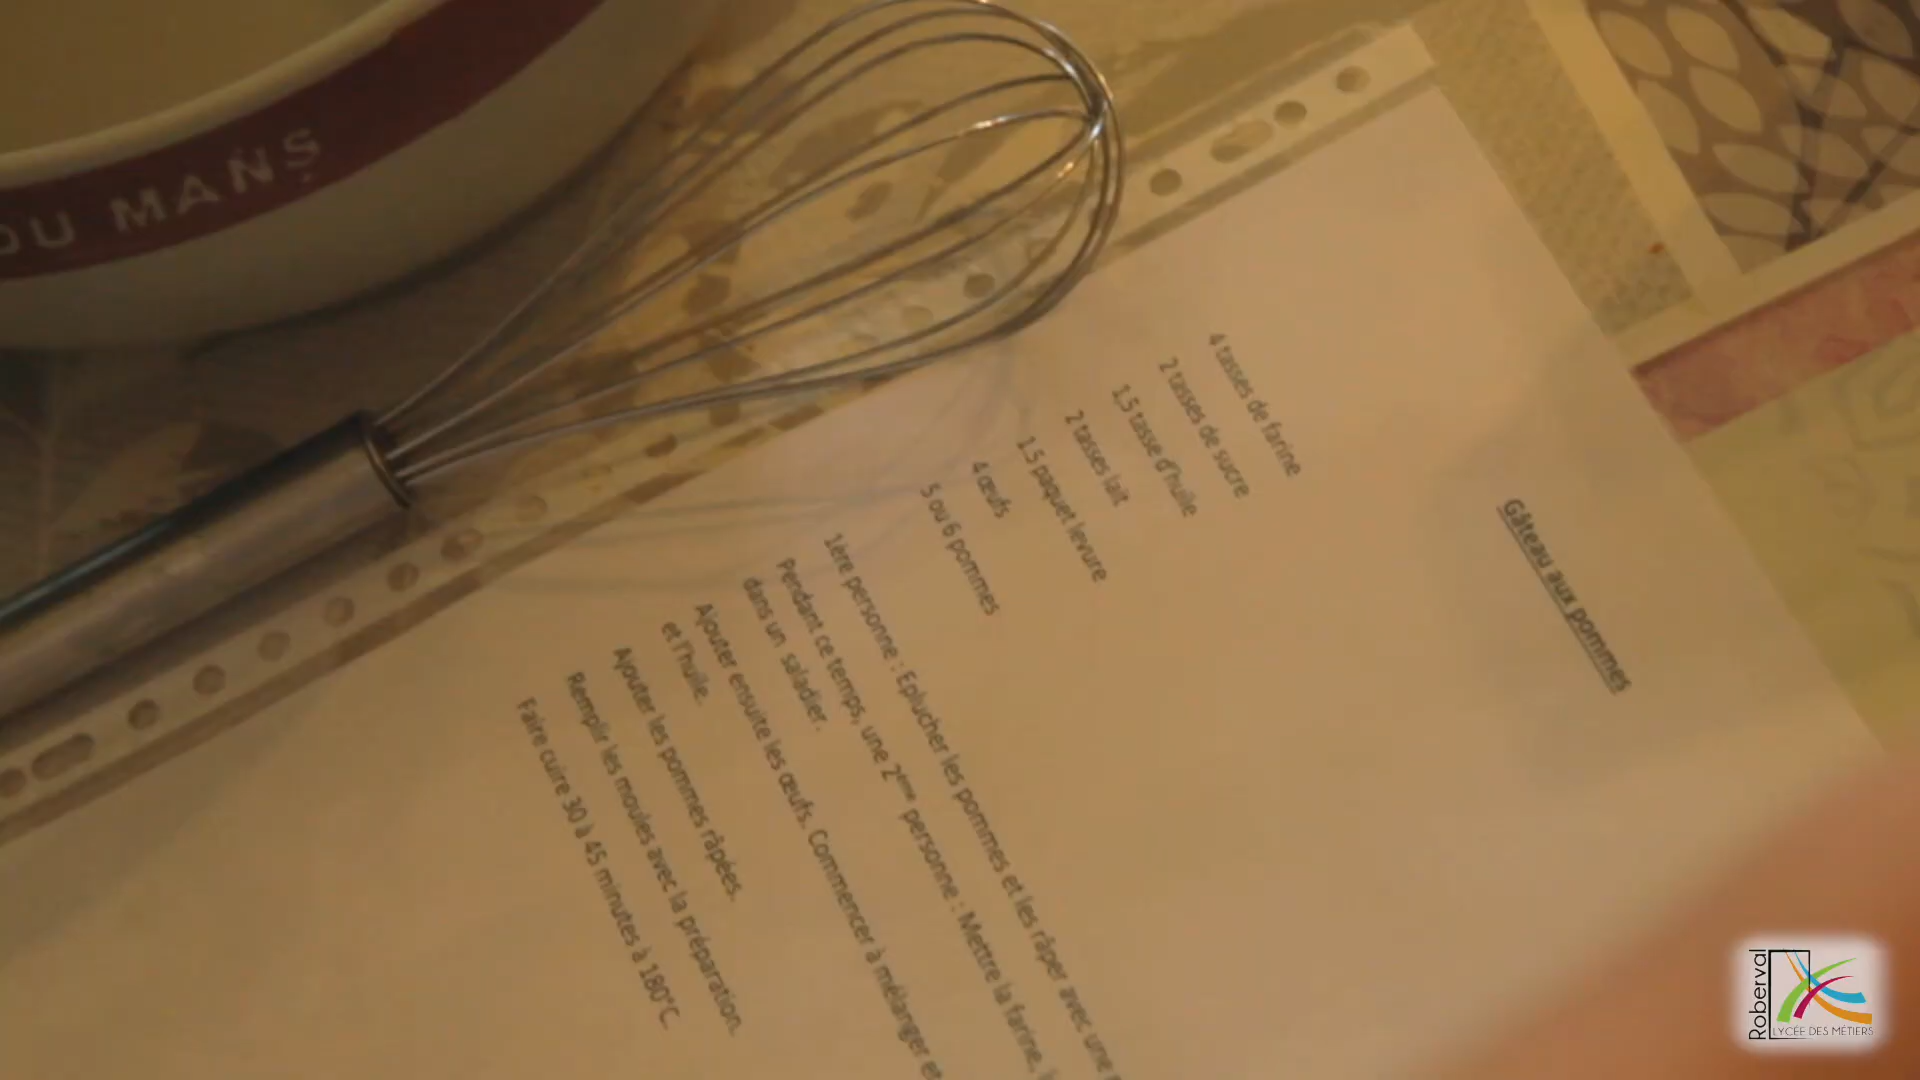 Gâteau aux pommes
4 tasses de farine
2 tasses de sucre
1.5 tasse d'huile
2 tasses lait
1.5 paquet levure
4 œufs
5 ou 6 pommes
1ère personne : Eplucher les pommes et les râper avec une
Pendant ce temps, une 2ème personne : Mettre la farine,
dans un saladier.
Ajouter ensuite les œufs. Commencer à mélanger et
et l'huile.
Ajouter les pommes râpées.
Remplir les moules avec la préparation.
Faire cuire 30 à 45 minutes à 180°C.
DU MANS
Roberval
LYCÉE DES MÉTIERS